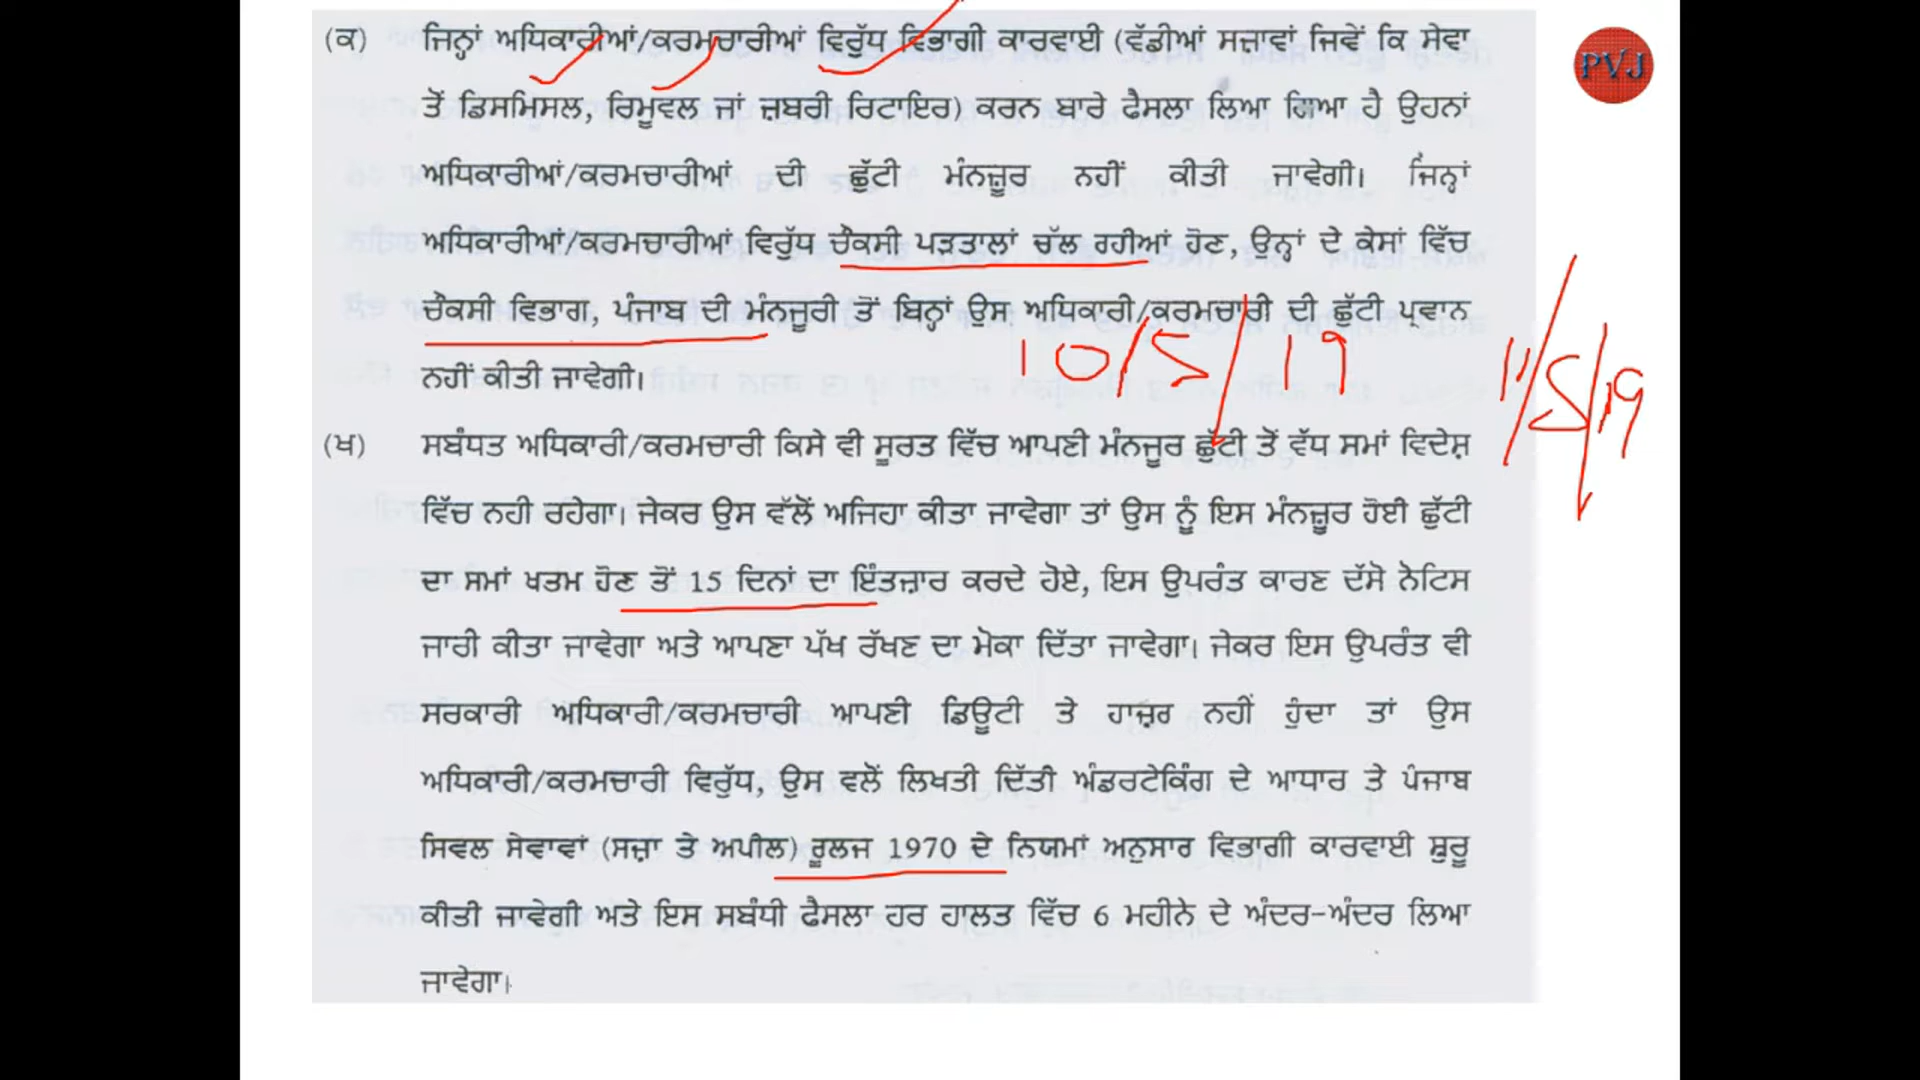 (ਕ) ਜਿਨ੍ਹਾਂ ਅਧਿਕਾਰੀਆਂ/ਕਰਮਚਾਰੀਆਂ ਵਿਰੁੱਧ ਵਿਭਾਗੀ ਕਾਰਵਾਈ (ਵੱਡੀਆਂ ਸਜ਼ਾਵਾਂ ਜਿਵੇਂ ਕਿ ਸੇਵਾ
PVJ
ਤੋਂ ਡਿਸਮਿਸਲ, ਰਿਮੂਵਲ ਜਾਂ ਜ਼ਬਰੀ ਰਿਟਾਇਰ) ਕਰਨ ਬਾਰੇ ਫੈਸਲਾ ਲਿਆ ਗਿਆ ਹੈ ਉਹਨਾਂ
ਅਧਿਕਾਰੀਆਂ/ਕਰਮਚਾਰੀਆਂ ਦੀ ਛੁੱਟੀ ਮੰਨਜ਼ੂਰ ਨਹੀਂ ਕੀਤੀ ਜਾਵੇਗੀ। ਜਿਨ੍ਹਾਂ
ਅਧਿਕਾਰੀਆਂ/ਕਰਮਚਾਰੀਆਂ ਵਿਰੁੱਧ ਚੌਕਸੀ ਪੜਤਾਲਾਂ ਚੱਲ ਰਹੀਆਂ ਹੋਣ, ਉਨ੍ਹਾਂ ਦੇ ਕੇਸਾਂ ਵਿੱਚ
ਚੌਕਸੀ ਵਿਭਾਗ, ਪੰਜਾਬ ਦੀ ਮੰਨਜੂਰੀ ਤੋਂ ਬਿਨ੍ਹਾਂ ਉਸ ਅਧਿਕਾਰੀ/ਕਰਮਚਾਰੀ ਦੀ ਛੁੱਟੀ ਪ੍ਰਵਾਨ
ਨਹੀਂ ਕੀਤੀ ਜਾਵੇਗੀ।
10/5/19
11/5/19
(ਖ) ਸਬੰਧਤ ਅਧਿਕਾਰੀ/ਕਰਮਚਾਰੀ ਕਿਸੇ ਵੀ ਸੂਰਤ ਵਿੱਚ ਆਪਣੀ ਮੰਨਜੂਰ ਛੁੱਟੀ ਤੋਂ ਵੱਧ ਸਮਾਂ ਵਿਦੇਸ਼
ਵਿੱਚ ਨਹੀ ਰਹੇਗਾ। ਜੇਕਰ ਉਸ ਵੱਲੋਂ ਅਜਿਹਾ ਕੀਤਾ ਜਾਵੇਗਾ ਤਾਂ ਉਸ ਨੂੰ ਇਸ ਮੰਨਜ਼ੂਰ ਹੋਈ ਛੁੱਟੀ
ਦਾ ਸਮਾਂ ਖਤਮ ਹੋਣ ਤੋਂ 15 ਦਿਨਾਂ ਦਾ ਇੰਤਜ਼ਾਰ ਕਰਦੇ ਹੋਏ, ਇਸ ਉਪਰੰਤ ਕਾਰਣ ਦੱਸੋ ਨੋਟਿਸ
ਜਾਰੀ ਕੀਤਾ ਜਾਵੇਗਾ ਅਤੇ ਆਪਣਾ ਪੱਖ ਰੱਖਣ ਦਾ ਮੋਕਾ ਦਿੱਤਾ ਜਾਵੇਗਾ। ਜੇਕਰ ਇਸ ਉਪਰੰਤ ਵੀ
ਸਰਕਾਰੀ ਅਧਿਕਾਰੀ/ਕਰਮਚਾਰੀ ਆਪਣੀ ਡਿਊਟੀ ਤੇ ਹਾਜ਼ਰ ਨਹੀਂ ਹੁੰਦਾ ਤਾਂ ਉਸ
ਅਧਿਕਾਰੀ/ਕਰਮਚਾਰੀ ਵਿਰੁੱਧ, ਉਸ ਵਲੋਂ ਲਿਖਤੀ ਦਿੱਤੀ ਅੰਡਰਟੇਕਿੰਗ ਦੇ ਆਧਾਰ ਤੇ ਪੰਜਾਬ
ਸਿਵਲ ਸੇਵਾਵਾਂ (ਸਜ਼ਾ ਤੇ ਅਪੀਲ) ਰੂਲਜ 1970 ਦੇ ਨਿਯਮਾਂ ਅਨੁਸਾਰ ਵਿਭਾਗੀ ਕਾਰਵਾਈ ਸ਼ੁਰੂ
ਕੀਤੀ ਜਾਵੇਗੀ ਅਤੇ ਇਸ ਸਬੰਧੀ ਫੈਸਲਾ ਹਰ ਹਾਲਤ ਵਿੱਚ 6 ਮਹੀਨੇ ਦੇ ਅੰਦਰ-ਅੰਦਰ ਲਿਆ
ਜਾਵੇਗਾ।